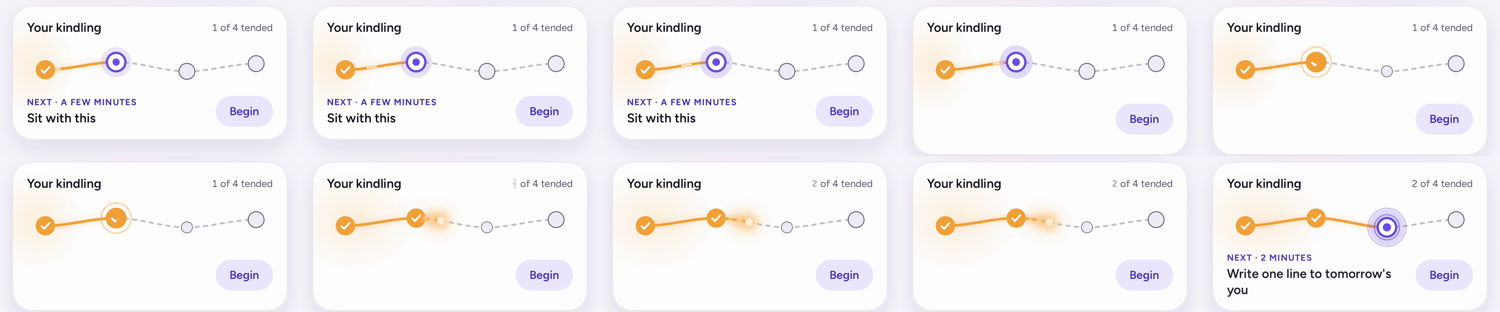 Your kindling 1 of 4 tended
NEXT · A FEW MINUTES
Sit with this
Begin
Your kindling 1 of 4 tended
NEXT · A FEW MINUTES
Sit with this
Begin
Your kindling 1 of 4 tended
NEXT · A FEW MINUTES
Sit with this
Begin
Your kindling 1 of 4 tended
Begin
Your kindling 1 of 4 tended
Begin
Your kindling 1 of 4 tended
Begin
Your kindling of 4 tended
Begin
Your kindling 2 of 4 tended
Begin
Your kindling 2 of 4 tended
Begin
Your kindling 2 of 4 tended
NEXT · 2 MINUTES
Write one line to tomorrow's
you
Begin